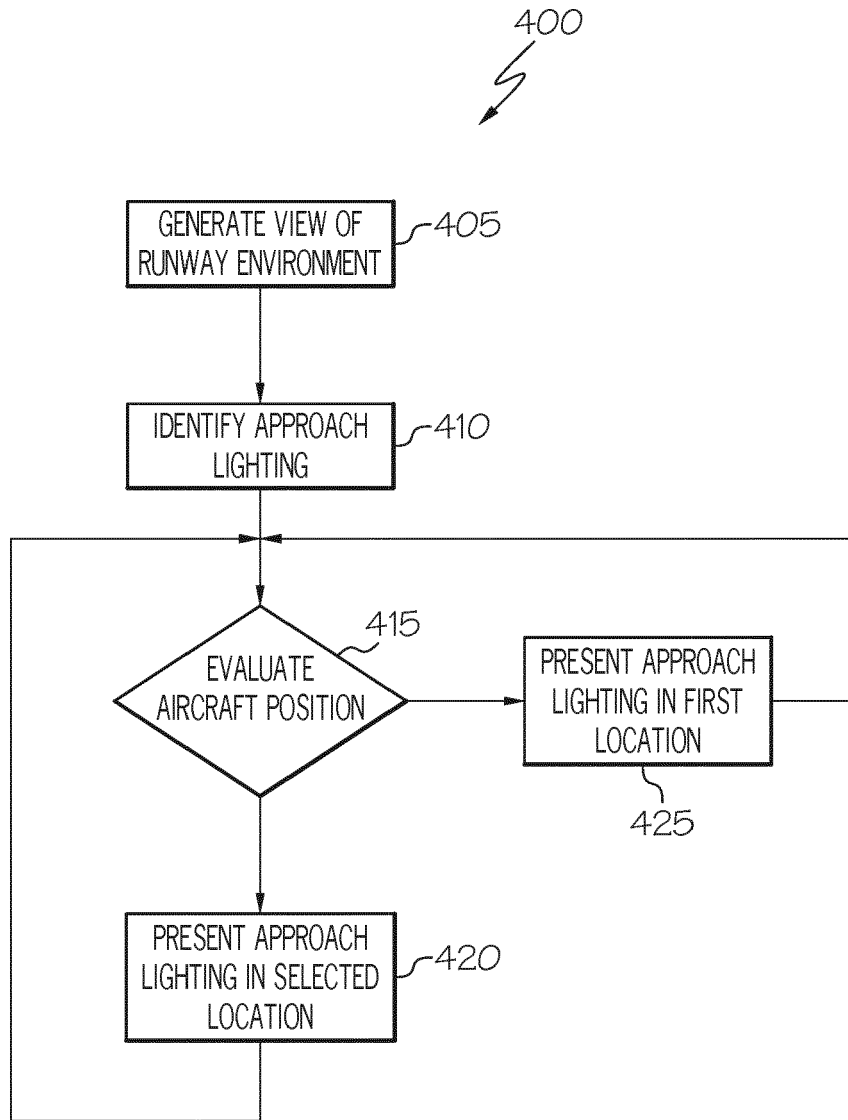 400
GENERATE VIEW OF
RUNWAY ENVIRONMENT
405
IDENTIFY APPROACH
LIGHTING
410
415
EVALUATE
AIRCRAFT POSITION
PRESENT APPROACH
LIGHTING IN FIRST
LOCATION
425
PRESENT APPROACH
LIGHTING IN SELECTED
LOCATION
420